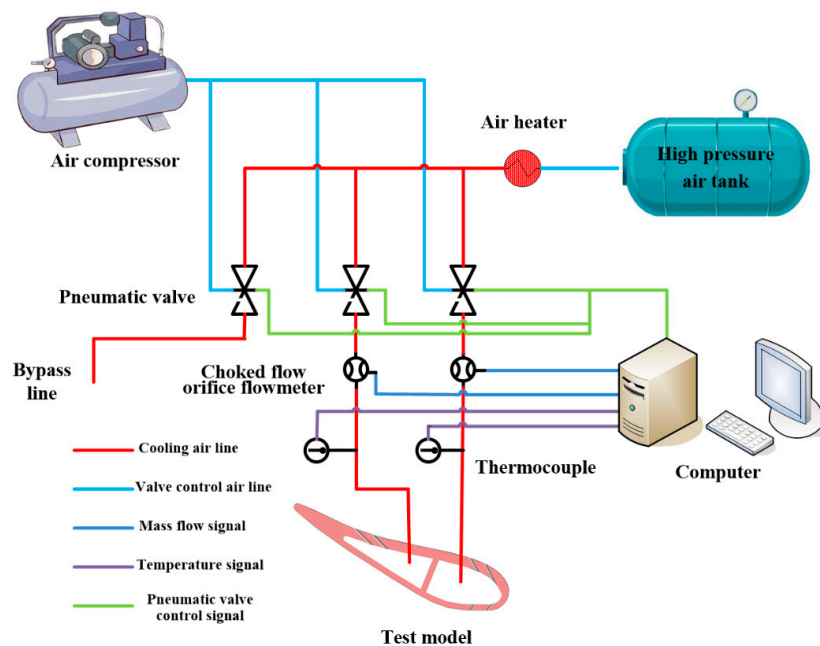 Air compressor
Air heater
High pressure
air tank
Pneumatic valve
Bypass
line
Choked flow
orifice flowmeter
Thermocouple
Computer
Cooling air line
Valve control air line
Mass flow signal
Temperature signal
Pneumatic valve
control signal
Test model